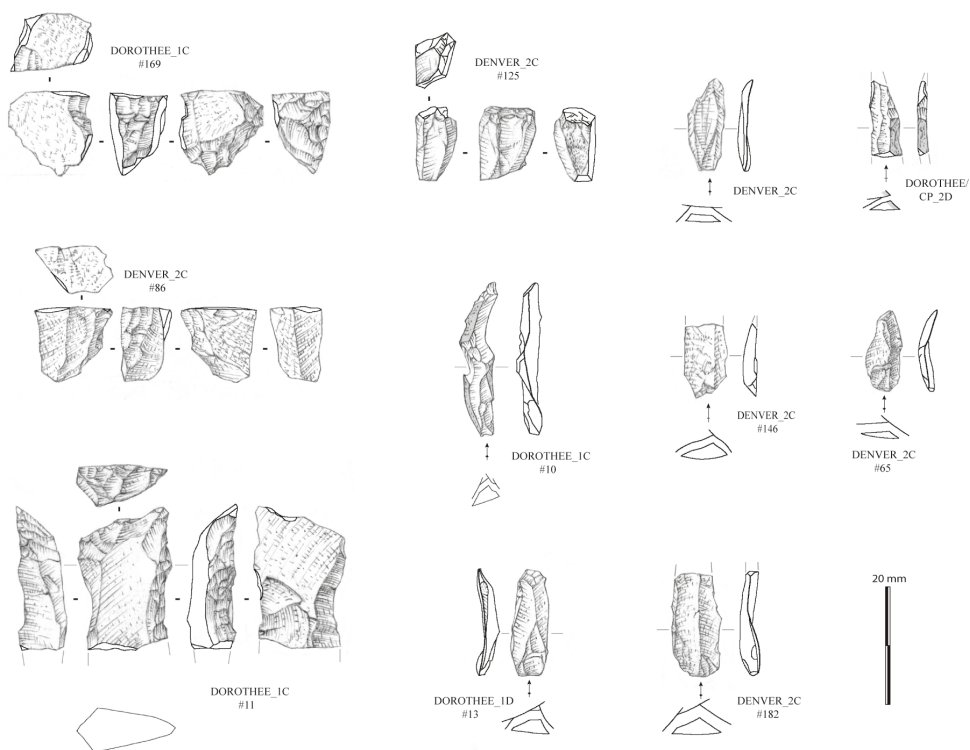 DOROTHEE_1C
#169
DENVER_2C
#125
DENVER_2C
DOROTHEE/
CP_2D
DENVER_2C
#86
DOROTHEE_1C
#10
DENVER_2C
#146
DENVER_2C
#65
DOROTHEE_1C
#11
DOROTHEE_1D
#13
DENVER_2C
#182
20 mm